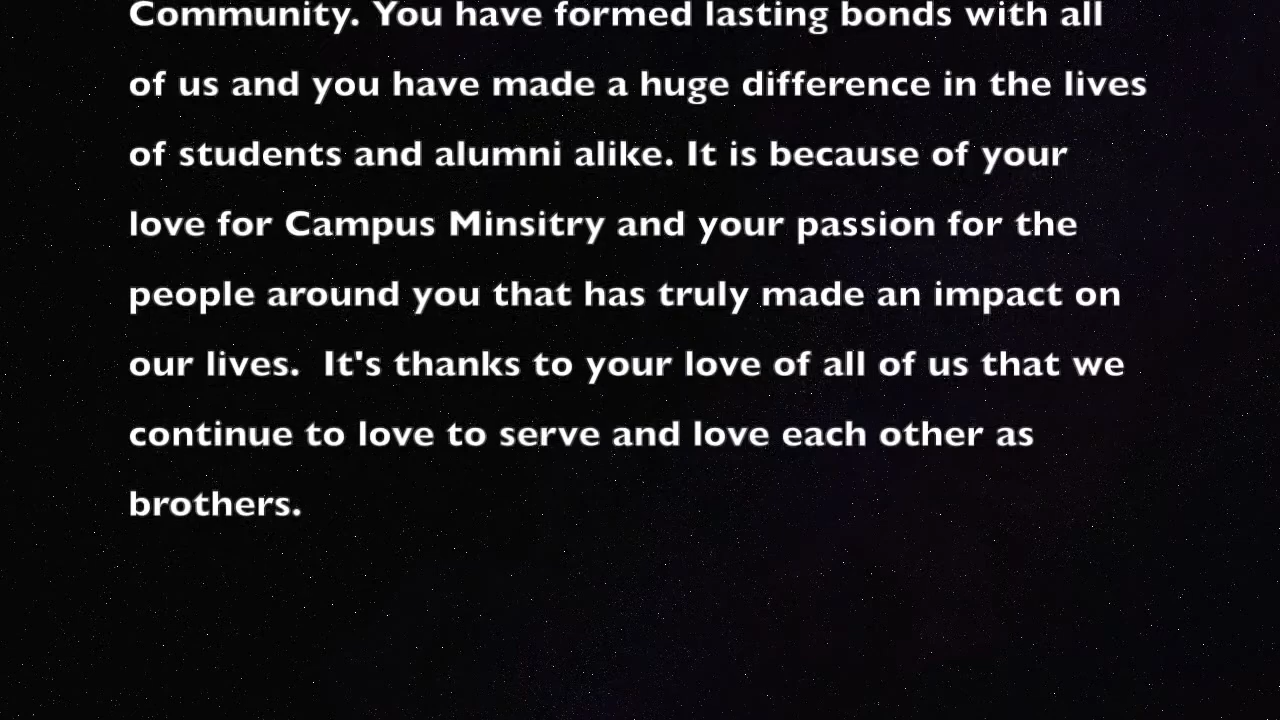 Community. You have formed lasting bonds with all
of us and you have made a huge difference in the lives
of students and alumni alike. It is because of your
love for Campus Minsitry and your passion for the
people around you that has truly made an impact on
our lives.  It's thanks to your love of all of us that we
continue to love to serve and love each other as
brothers.